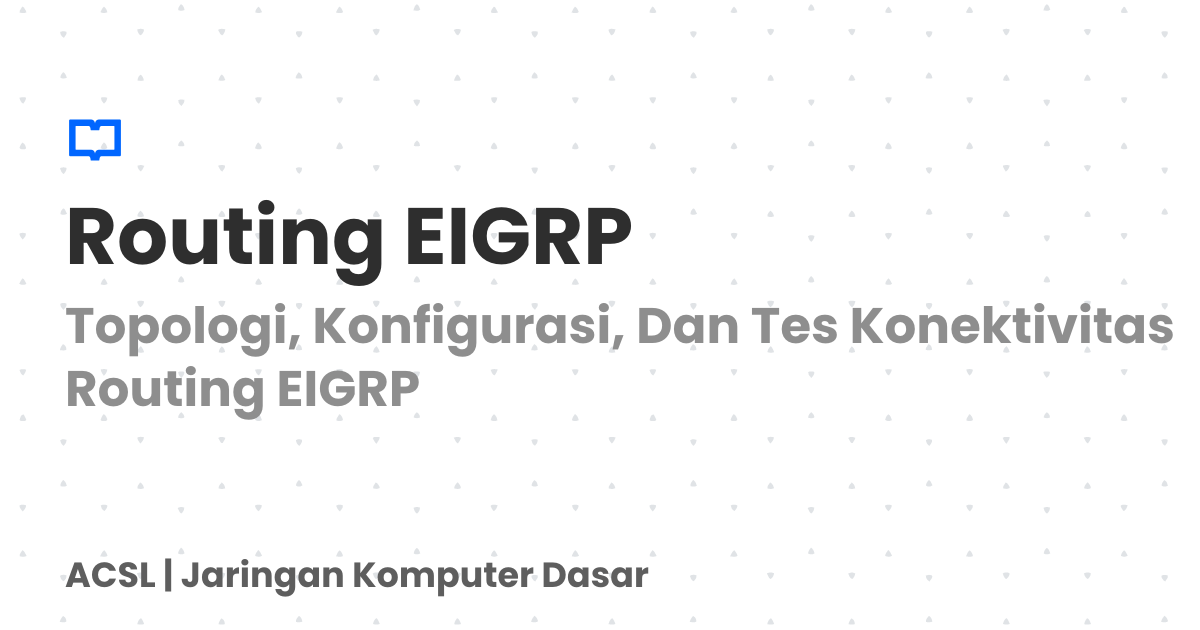 Routing EIGRP
Topologi, Konfigurasi, Dan Tes Konektivitas
Routing EIGRP
ACSL | Jaringan Komputer Dasar